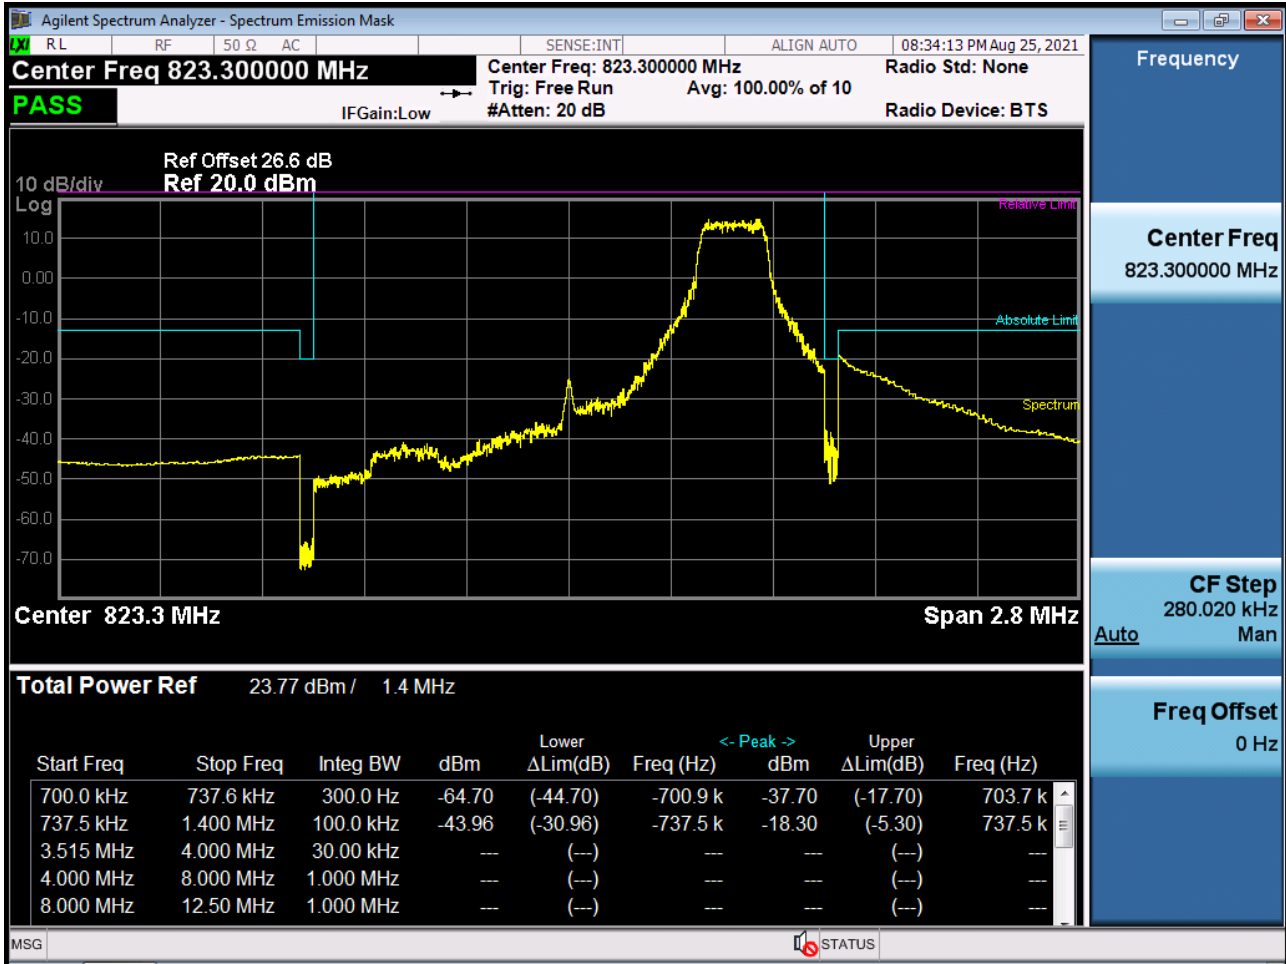 Agilent Spectrum Analyzer - Spectrum Emission Mask
LXI RL RF 50 Ω AC SENSE:INT ALIGN AUTO 08:34:13 PM Aug 25, 2021
Center Freq 823.300000 MHz
Center Freq: 823.300000 MHz Radio Std: None
Trig: Free Run Avg: 100.00% of 10
PASS IFGain:Low #Atten: 20 dB Radio Device: BTS
Ref Offset 26.6 dB
10 dB/div Ref 20.0 dBm
Log
Relative Limit
10.0
0.00
-10.0
Absolute Limit
-20.0
-30.0
Spectrum
-40.0
-50.0
-60.0
-70.0
Center 823.3 MHz Span 2.8 MHz
Total Power Ref 23.77 dBm / 1.4 MHz
Lower <- Peak -> Upper
Start Freq Stop Freq Integ BW dBm ΔLim(dB) Freq (Hz) dBm ΔLim(dB) Freq (Hz)
700.0 kHz 737.6 kHz 300.0 Hz -64.70 (-44.70) -700.9 k -37.70 (-17.70) 703.7 k
737.5 kHz 1.400 MHz 100.0 kHz -43.96 (-30.96) -737.5 k -18.30 (-5.30) 737.5 k
3.515 MHz 4.000 MHz 30.00 kHz --- (---) --- --- (---) ---
4.000 MHz 8.000 MHz 1.000 MHz --- (---) --- --- (---) ---
8.000 MHz 12.50 MHz 1.000 MHz --- (---) --- --- (---) ---
MSG STATUS
Frequency
Center Freq
823.300000 MHz
CF Step
280.020 kHz
Auto Man
Freq Offset
0 Hz